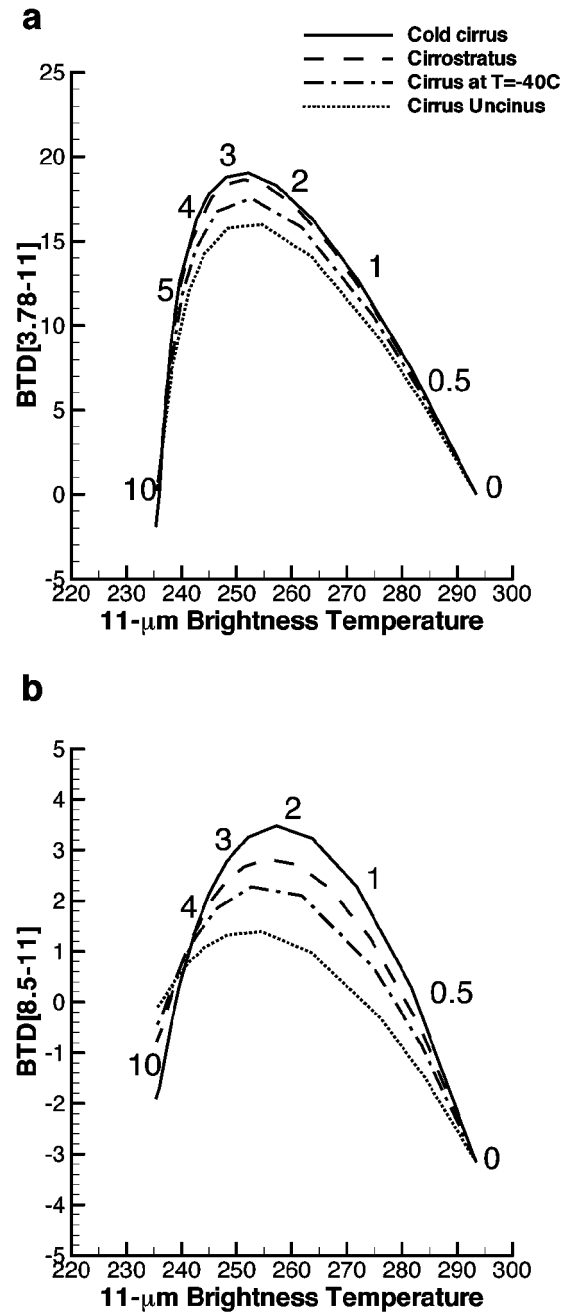 a
Cold cirrus
Cirrostratus
Cirrus at T=-40C
Cirrus Uncinus
25
20
15
10
5
0
-5
BTD[3.78-11]
3
2
4
1
5
0.5
10
0
220 230 240 250 260 270 280 290 300
11-μm Brightness Temperature
b
5
4
3
2
1
0
-1
-2
-3
-4
-5
BTD[8.5-11]
2
3
1
4
0.5
10
0
220 230 240 250 260 270 280 290 300
11-μm Brightness Temperature